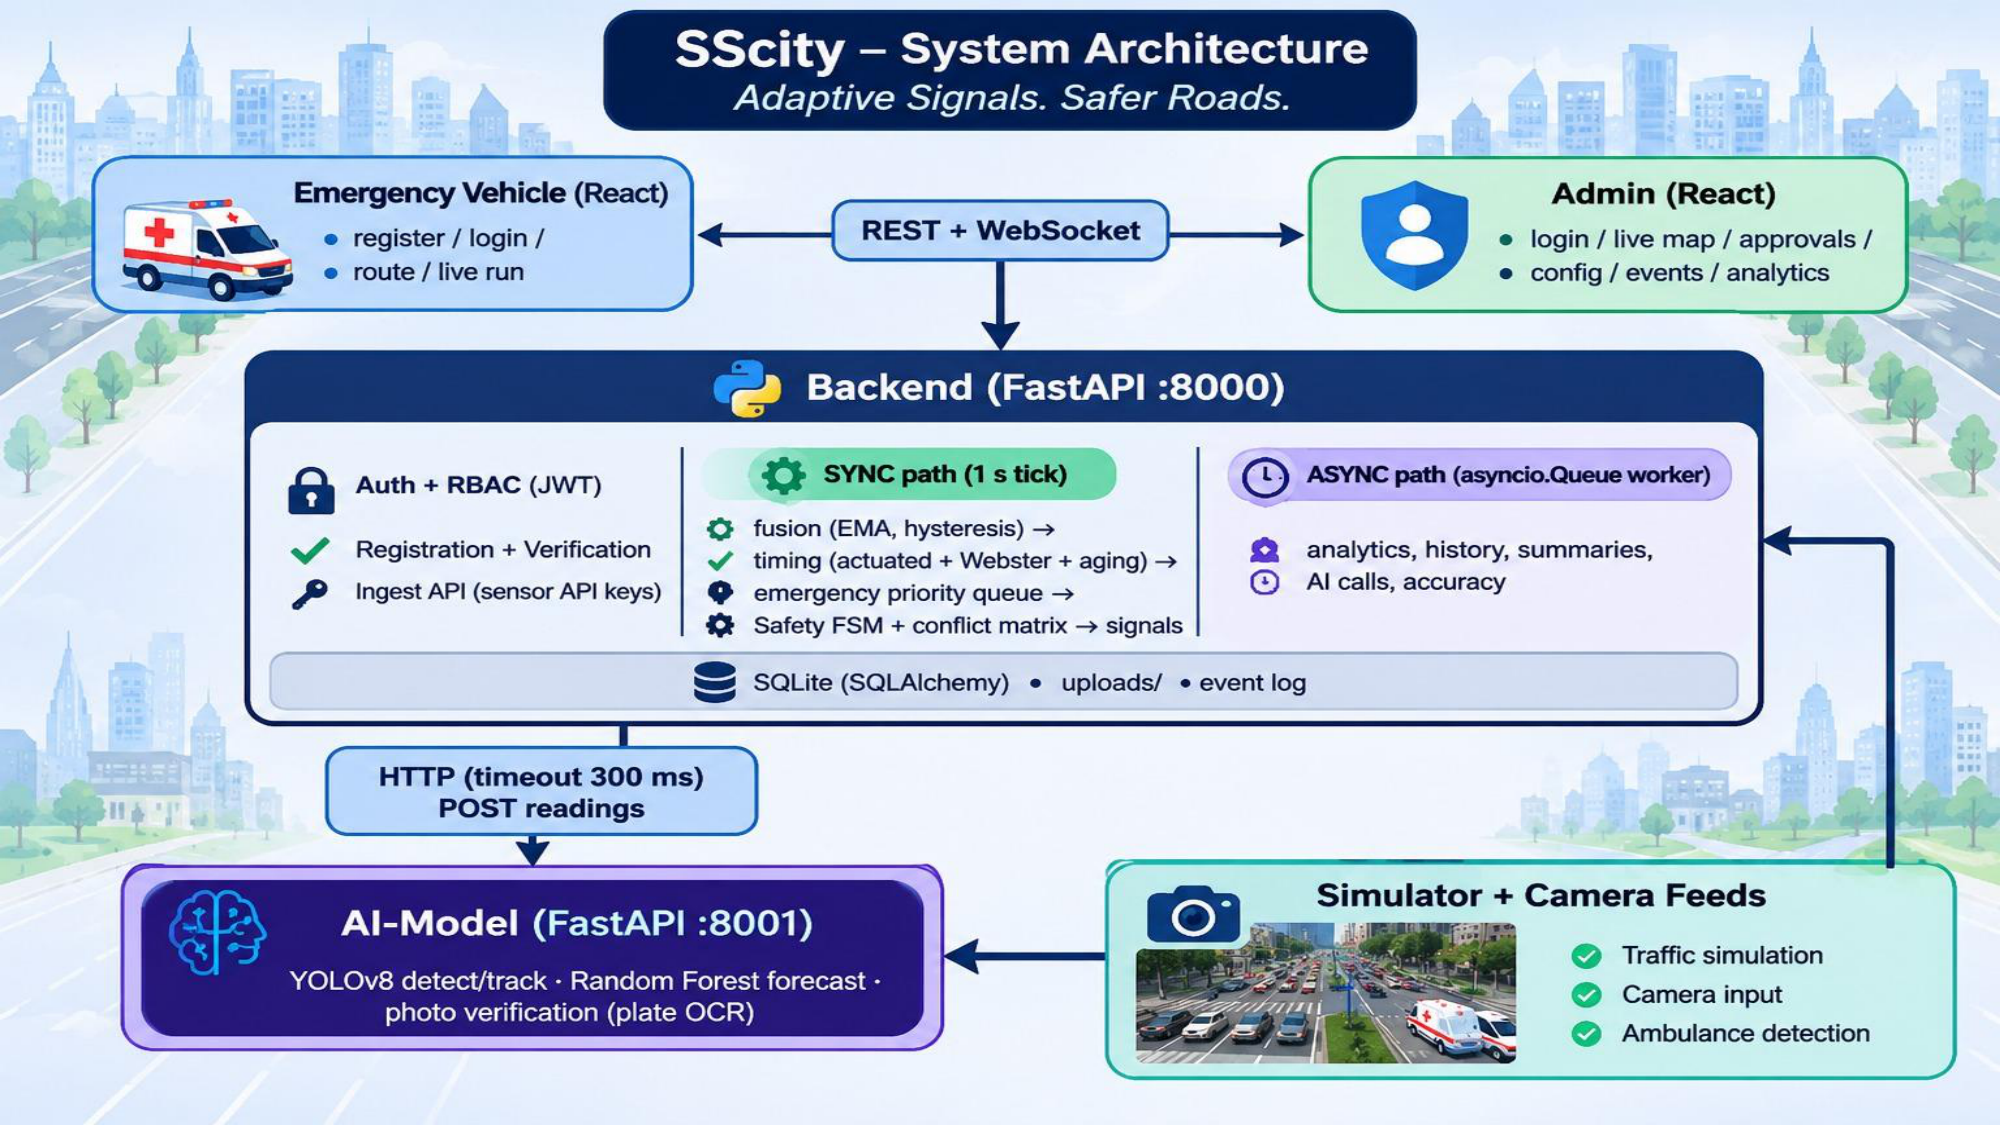 SScity – System Architecture
Adaptive Signals. Safer Roads.
Emergency Vehicle (React)
• register / login /
• route / live run
REST + WebSocket
Admin (React)
• login / live map / approvals /
• config / events / analytics
Backend (FastAPI :8000)
Auth + RBAC (JWT)
Registration + Verification
Ingest API (sensor API keys)
SYNC path (1 s tick)
fusion (EMA, hysteresis) →
timing (actuated + Webster + aging) →
emergency priority queue →
Safety FSM + conflict matrix → signals
ASYNC path (asyncio.Queue worker)
analytics, history, summaries,
AI calls, accuracy
SQLite (SQLAlchemy) • uploads/ • event log
HTTP (timeout 300 ms)
POST readings
AI-Model (FastAPI :8001)
YOLOv8 detect/track · Random Forest forecast ·
photo verification (plate OCR)
Simulator + Camera Feeds
Traffic simulation
Camera input
Ambulance detection